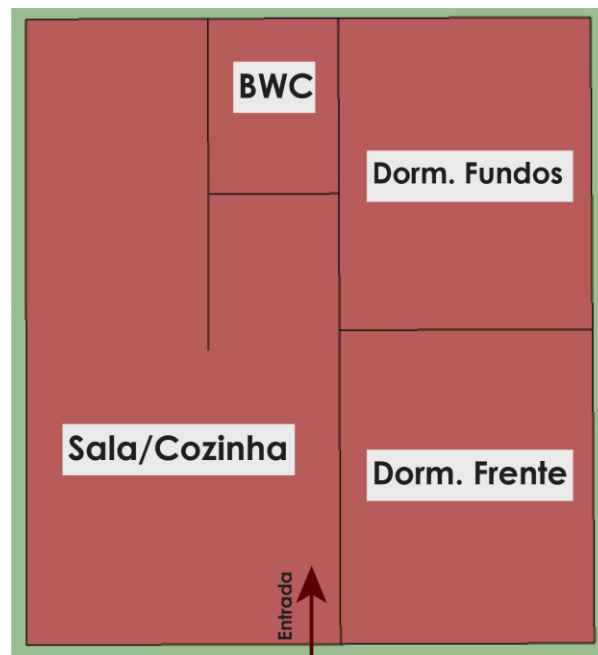 BWC
Dorm. Fundos
Sala/Cozinha
Dorm. Frente
Entrada